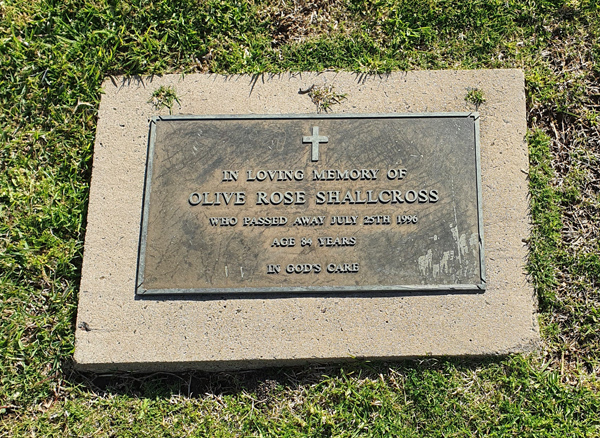 IN LOVING MEMORY OF
OLIVE ROSE SHALLCROSS
WHO PASSED AWAY JULY 25TH 1996
AGE 84 YEARS
IN GOD'S CARE